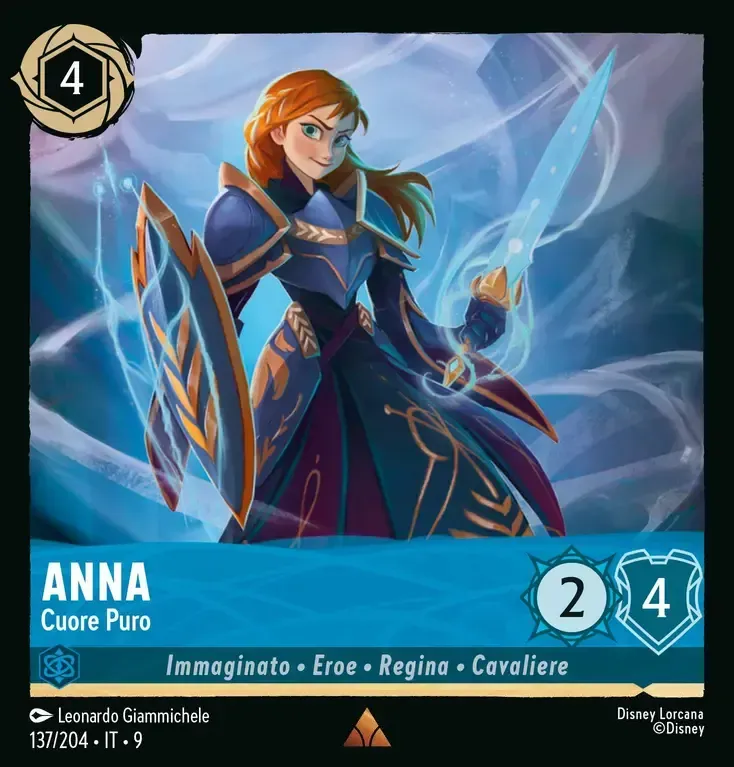 4
ANNA
Cuore Puro
2
4
Immaginato • Eroe • Regina • Cavaliere
Leonardo Giammichele
137/204 • IT • 9
Disney Lorcana
©Disney